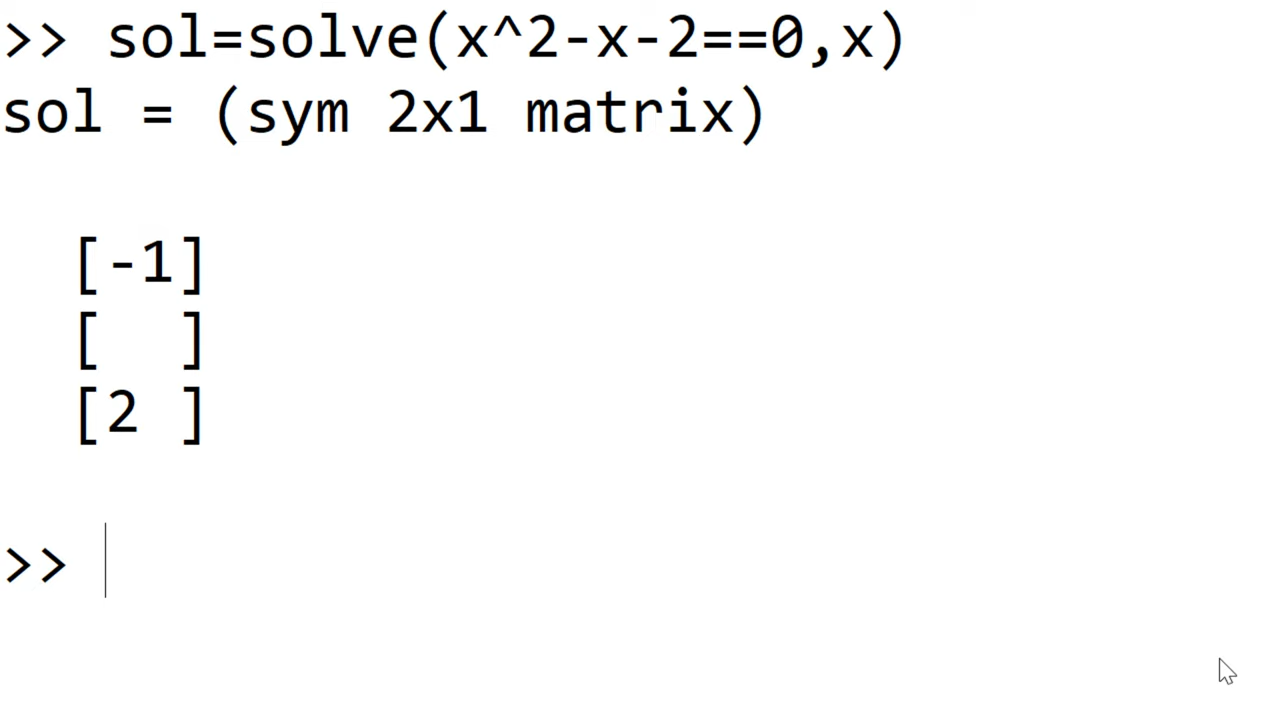 >> sol=solve(x^2-x-2==0,x)
sol = (sym 2x1 matrix)
[-1]
[  ]
[2 ]
>>